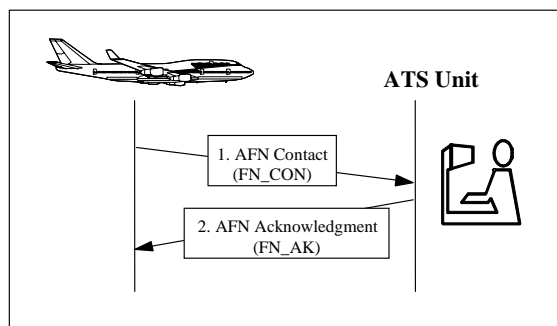 ATS Unit
1. AFN Contact
(FN_CON)
2. AFN Acknowledgment
(FN_AK)